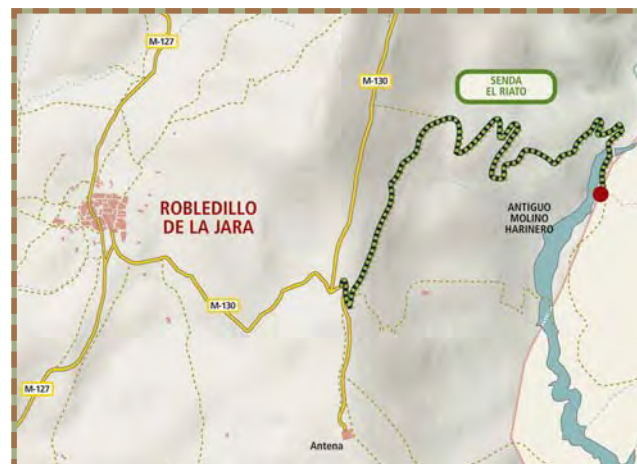 M-127
M-130
SENDA
EL RIATO
ROBLEDILLO
DE LA JARA
ANTIGUO
MOLINO
HARINERO
M-130
M-127
Antena